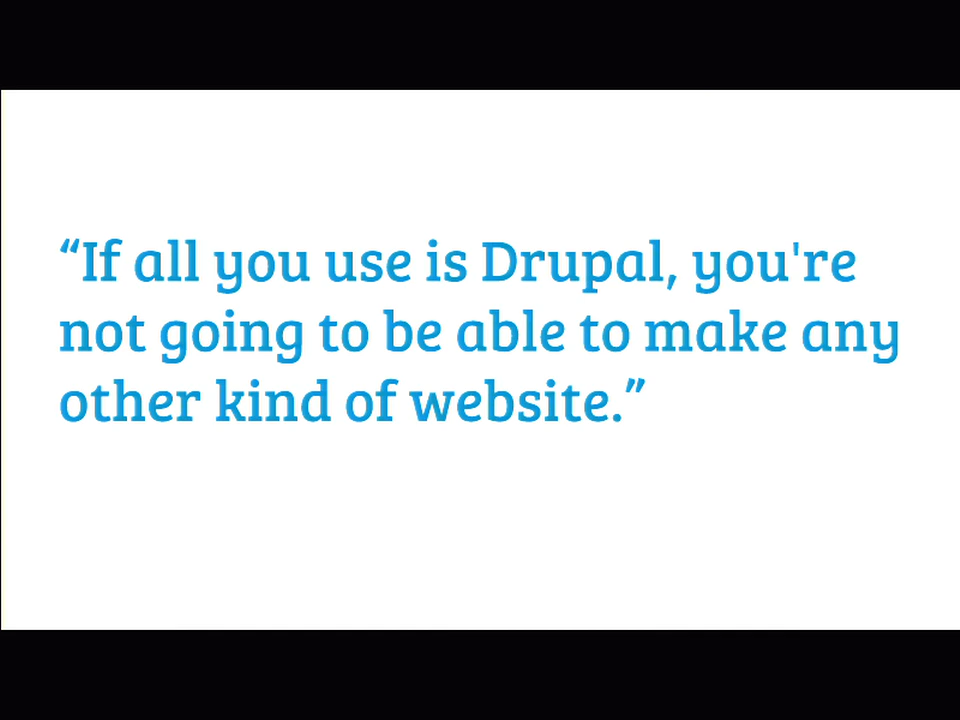 “If all you use is Drupal, you're
not going to be able to make any
other kind of website.”